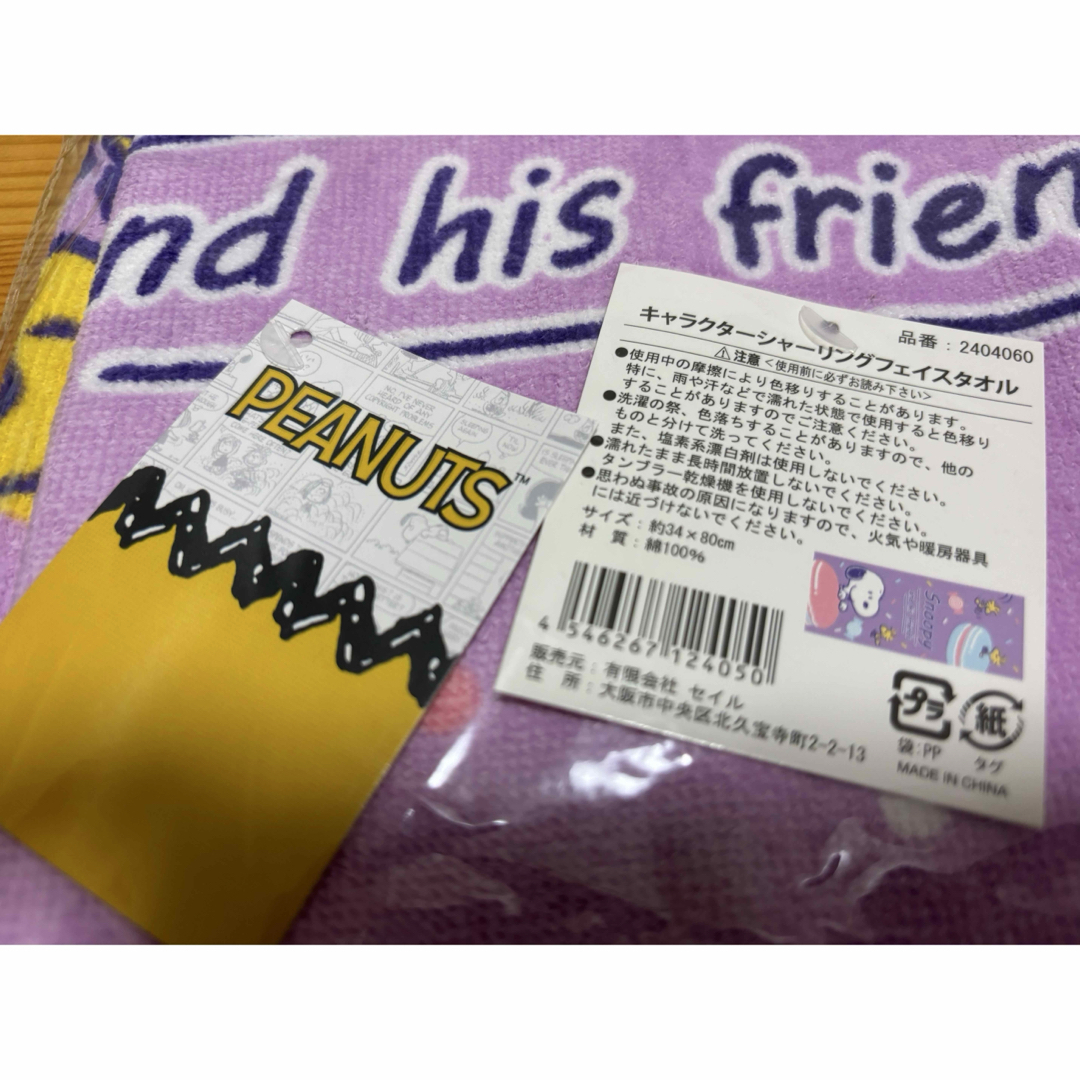 nd his frien
PEANUTS™
I'VE NEVER
HEARD OF ANY
COPYRIGHT PROBLEMS
キャラクターシャーリングフェイスタオル
品番：2404060
⚠注意＜使用前に必ずお読み下さい＞
●使用中の摩擦により色移りすることがあります。
特に、雨や汗などで濡れた状態で使用すると色移り
することがありますのでご注意ください。
●洗濯の祭、色落ちすることがありますので、他の
ものと分けて洗ってください。
また、塩素系漂白剤は使用しないでください。
●濡れたまま長時間放置しないでください。
タンブラー乾燥機を使用しないでください。
●思わぬ事故の原因になりますので、火気や暖房器具
には近づけないでください。
サイズ：約34×80cm
材　質：綿100%
Snoopy
4 546267 124050
販売元：有限会社 セイル
住　所：大阪市中央区北久宝寺町2-2-13
プラ
紙
袋:PP
タグ
MADE IN CHINA